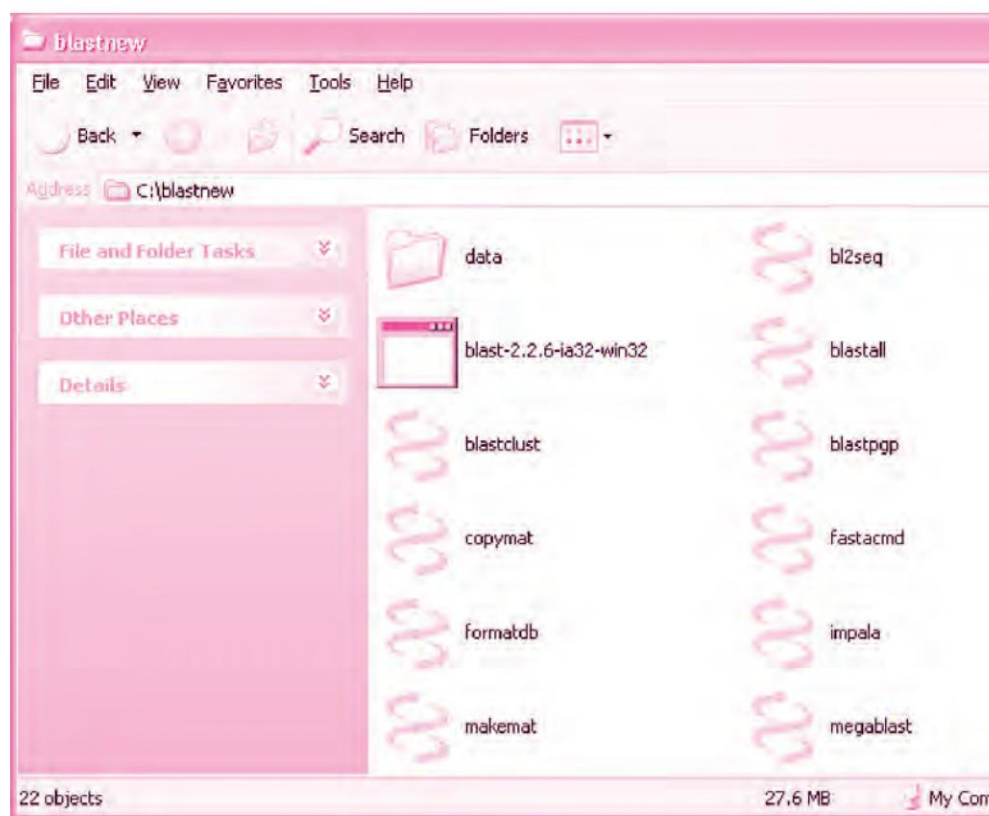 blastnew
File Edit View Favorites Tools Help
Back Search Folders
Address C:\blastnew
File and Folder Tasks
Other Places
Details
data bl2seq
blast-2.2.6-ia32-win32 blastall
blastclust blastpgp
copymat fastacmd
formatdb impala
makemat megablast
22 objects 27.6 MB My Com